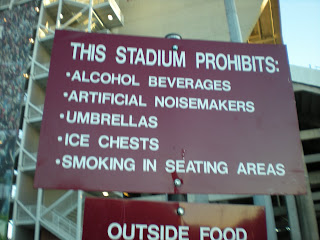 THIS STADIUM PROHIBITS:
•ALCOHOL BEVERAGES
•ARTIFICIAL NOISEMAKERS
•UMBRELLAS
•ICE CHESTS
•SMOKING IN SEATING AREAS
OUTSIDE FOOD